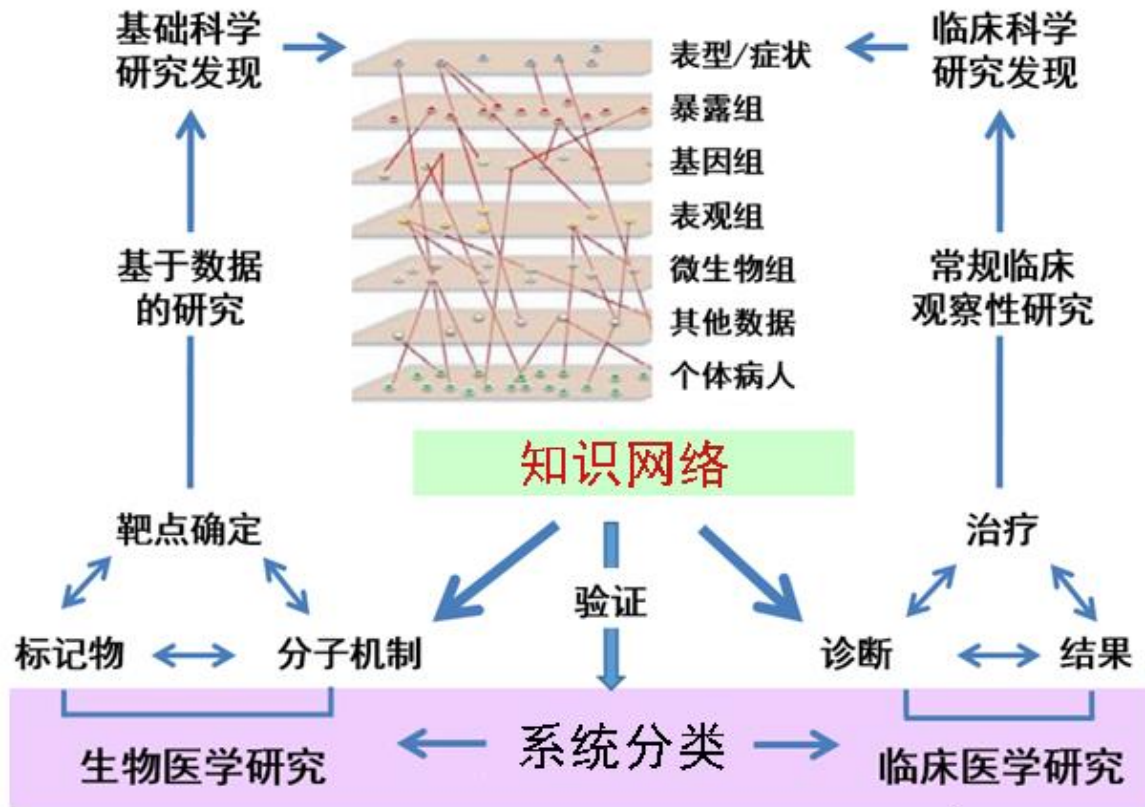 基础科学
研究发现
表型/症状
暴露组
基因组
表观组
微生物组
其他数据
个体病人
临床科学
研究发现
基于数据
的研究
常规临床
观察性研究
知识网络
靶点确定
治疗
验证
标记物
分子机制
诊断
结果
生物医学研究
系统分类
临床医学研究